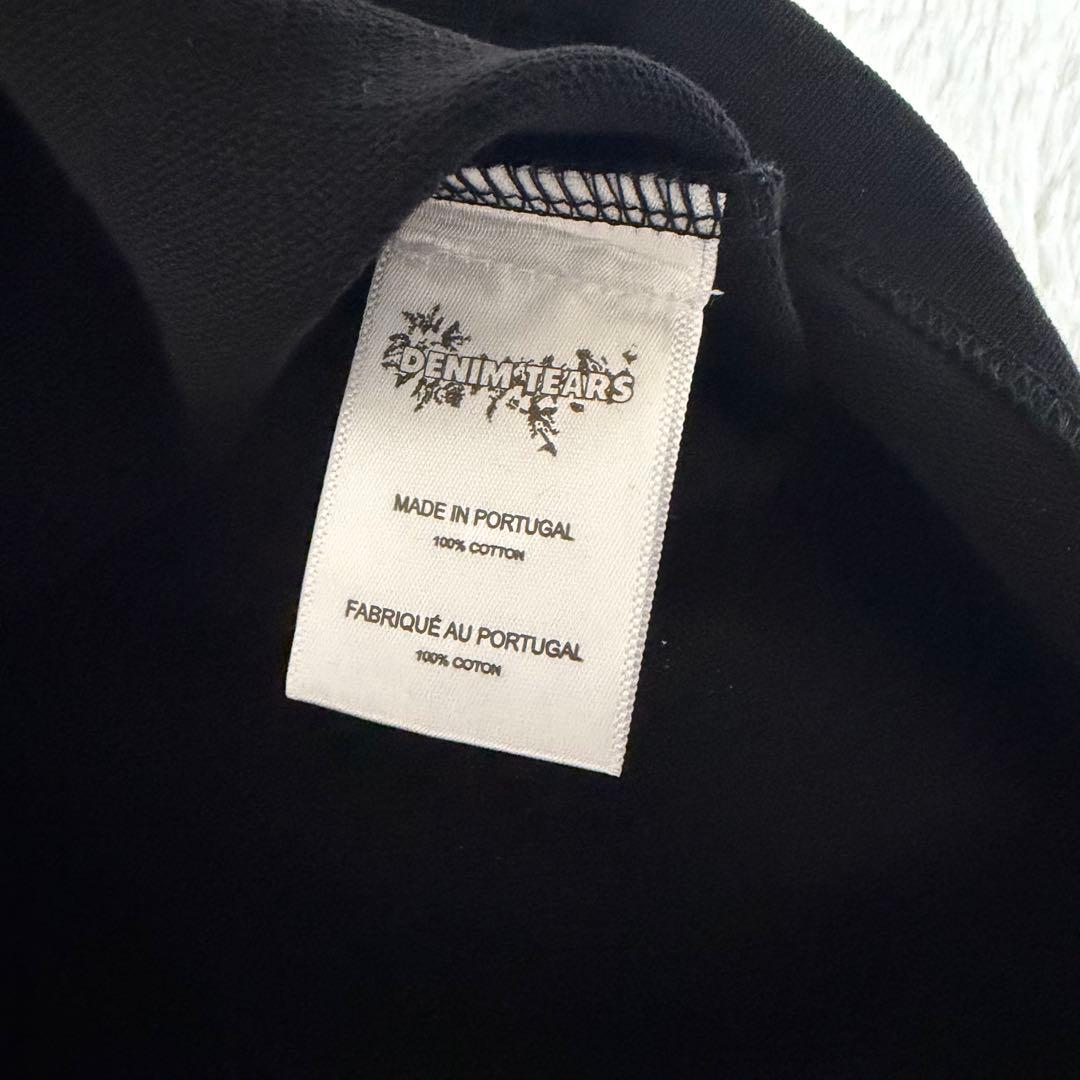 DENIM TEARS
MADE IN PORTUGAL
100% COTTON
FABRIQUÉ AU PORTUGAL
100% COTON